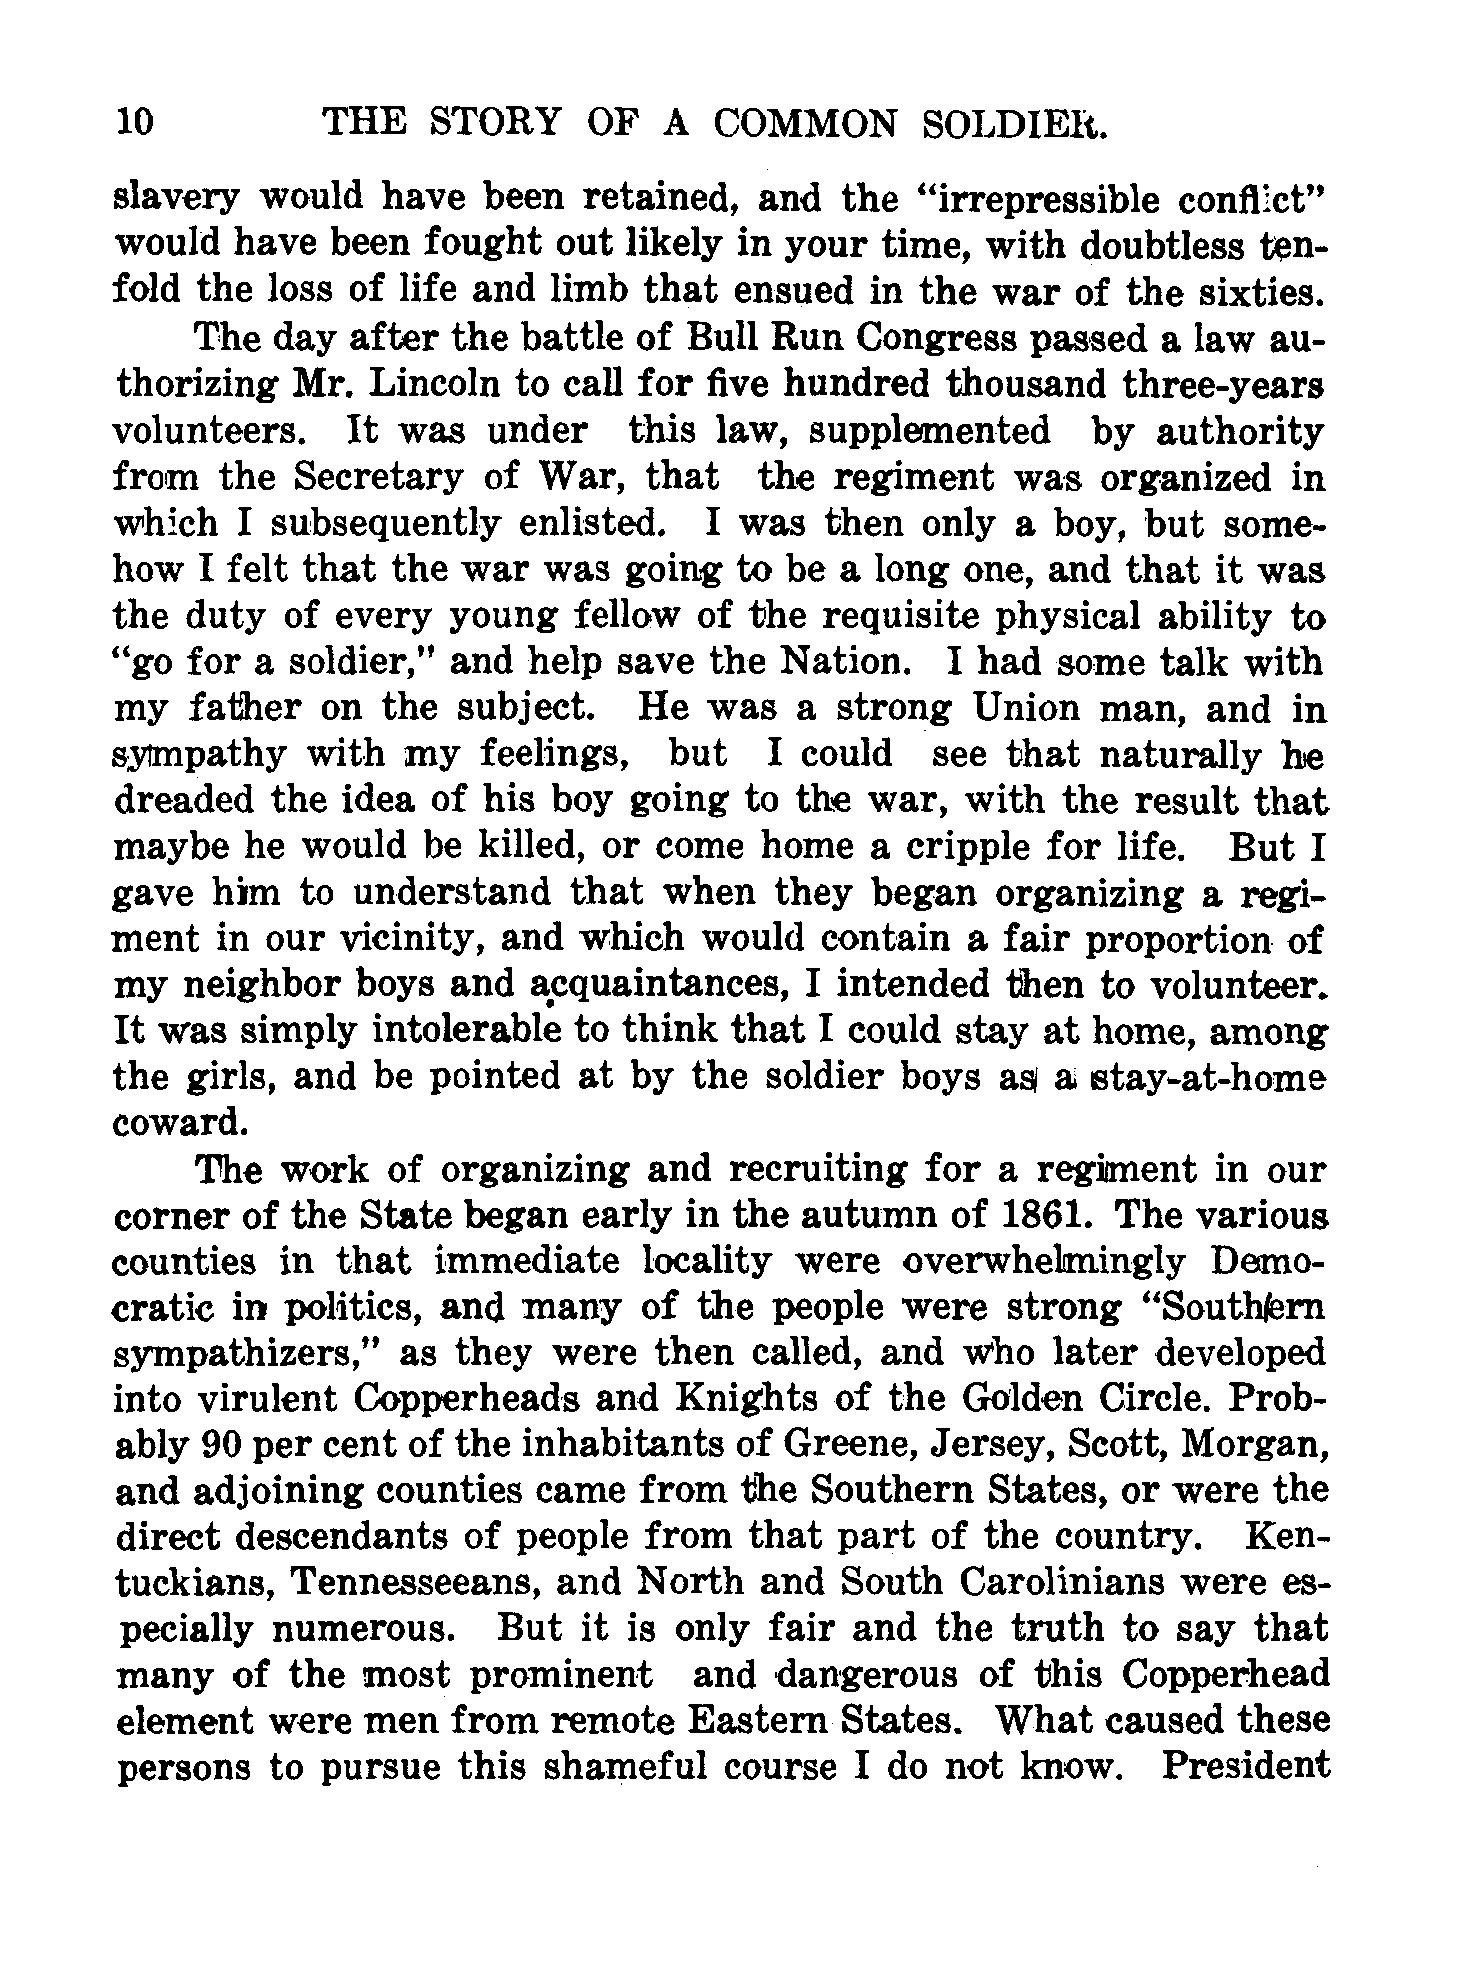 10 THE STORY OF A COMMON SOLDIER.
slavery would have been retained, and the “irrepressible conflict”
would have been fought out likely in your time, with doubtless ten-
fold the loss of life and limb that ensued in the war of the sixties.
The day after the battle of Bull Run Congress passed a law au-
thorizing Mr. Lincoln to call for five hundred thousand three-years
volunteers. It was under this law, supplemented by authority
from the Secretary of War, that the regiment was organized in
which I subsequently enlisted. I was then only a boy, but some-
how I felt that the war was going to be a long one, and that it was
the duty of every young fellow of the requisite physical ability to
“go for a soldier,” and help save the Nation. I had some talk with
my father on the subject. He was a strong Union man, and in
sympathy with my feelings, but I could see that naturally he
dreaded the idea of his boy going to the war, with the result that
maybe he would be killed, or come home a cripple for life. But I
gave him to understand that when they began organizing a regi-
ment in our vicinity, and which would contain a fair proportion of
my neighbor boys and acquaintances, I intended then to volunteer.
It was simply intolerable to think that I could stay at home, among
the girls, and be pointed at by the soldier boys as a stay-at-home
coward.
The work of organizing and recruiting for a regiment in our
corner of the State began early in the autumn of 1861. The various
counties in that immediate locality were overwhelmingly Demo-
cratic in politics, and many of the people were strong “Southern
sympathizers,” as they were then called, and who later developed
into virulent Copperheads and Knights of the Golden Circle. Prob-
ably 90 per cent of the inhabitants of Greene, Jersey, Scott, Morgan,
and adjoining counties came from the Southern States, or were the
direct descendants of people from that part of the country. Ken-
tuckians, Tennesseeans, and North and South Carolinians were es-
pecially numerous. But it is only fair and the truth to say that
many of the most prominent and dangerous of this Copperhead
element were men from remote Eastern States. What caused these
persons to pursue this shameful course I do not know. President